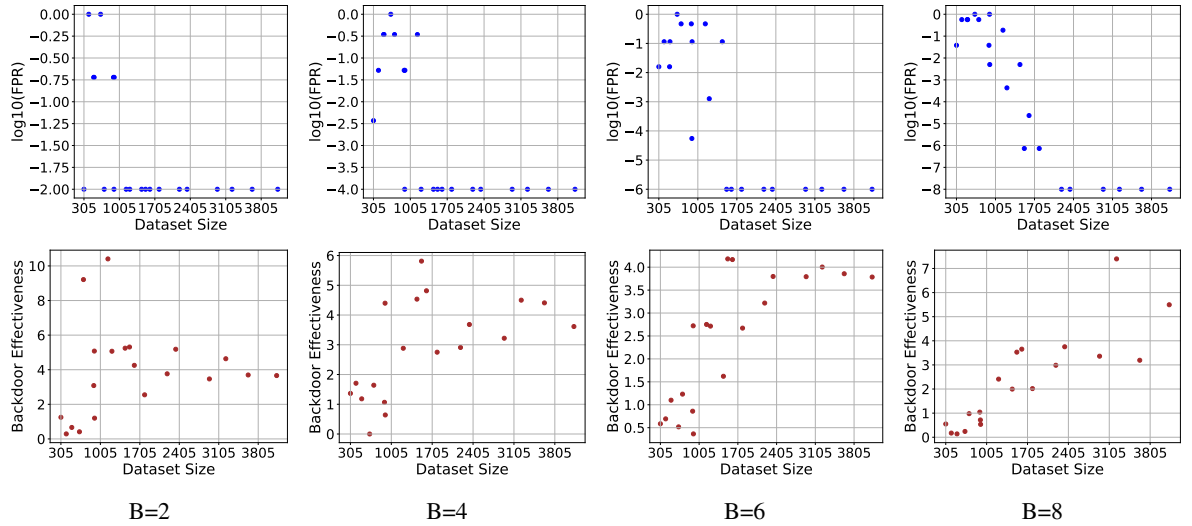 0.00
−0.25
−0.50
−0.75
−1.00
−1.25
−1.50
−1.75
−2.00
log10(FPR)
305 1005 1705 2405 3105 3805
Dataset Size
0.0
−0.5
−1.0
−1.5
−2.0
−2.5
−3.0
−3.5
−4.0
log10(FPR)
305 1005 1705 2405 3105 3805
Dataset Size
0
−1
−2
−3
−4
−5
−6
log10(FPR)
305 1005 1705 2405 3105 3805
Dataset Size
0
−1
−2
−3
−4
−5
−6
−7
−8
log10(FPR)
305 1005 1705 2405 3105 3805
Dataset Size
10
8
6
4
2
0
Backdoor Effectiveness
305 1005 1705 2405 3105 3805
Dataset Size
6
5
4
3
2
1
0
Backdoor Effectiveness
305 1005 1705 2405 3105 3805
Dataset Size
4.0
3.5
3.0
2.5
2.0
1.5
1.0
0.5
Backdoor Effectiveness
305 1005 1705 2405 3105 3805
Dataset Size
7
6
5
4
3
2
1
0
Backdoor Effectiveness
305 1005 1705 2405 3105 3805
Dataset Size
B=2
B=4
B=6
B=8